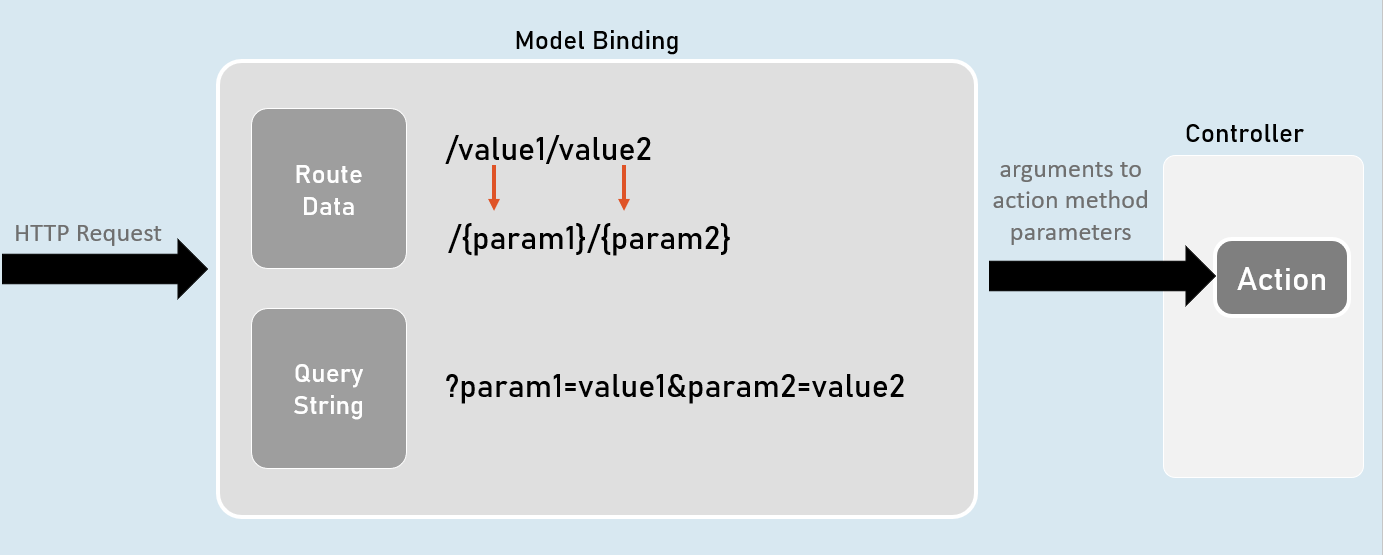 Model Binding
HTTP Request
Route
Data
/value1/value2
/{param1}/{param2}
Query
String
?param1=value1&param2=value2
arguments to
action method
parameters
Controller
Action